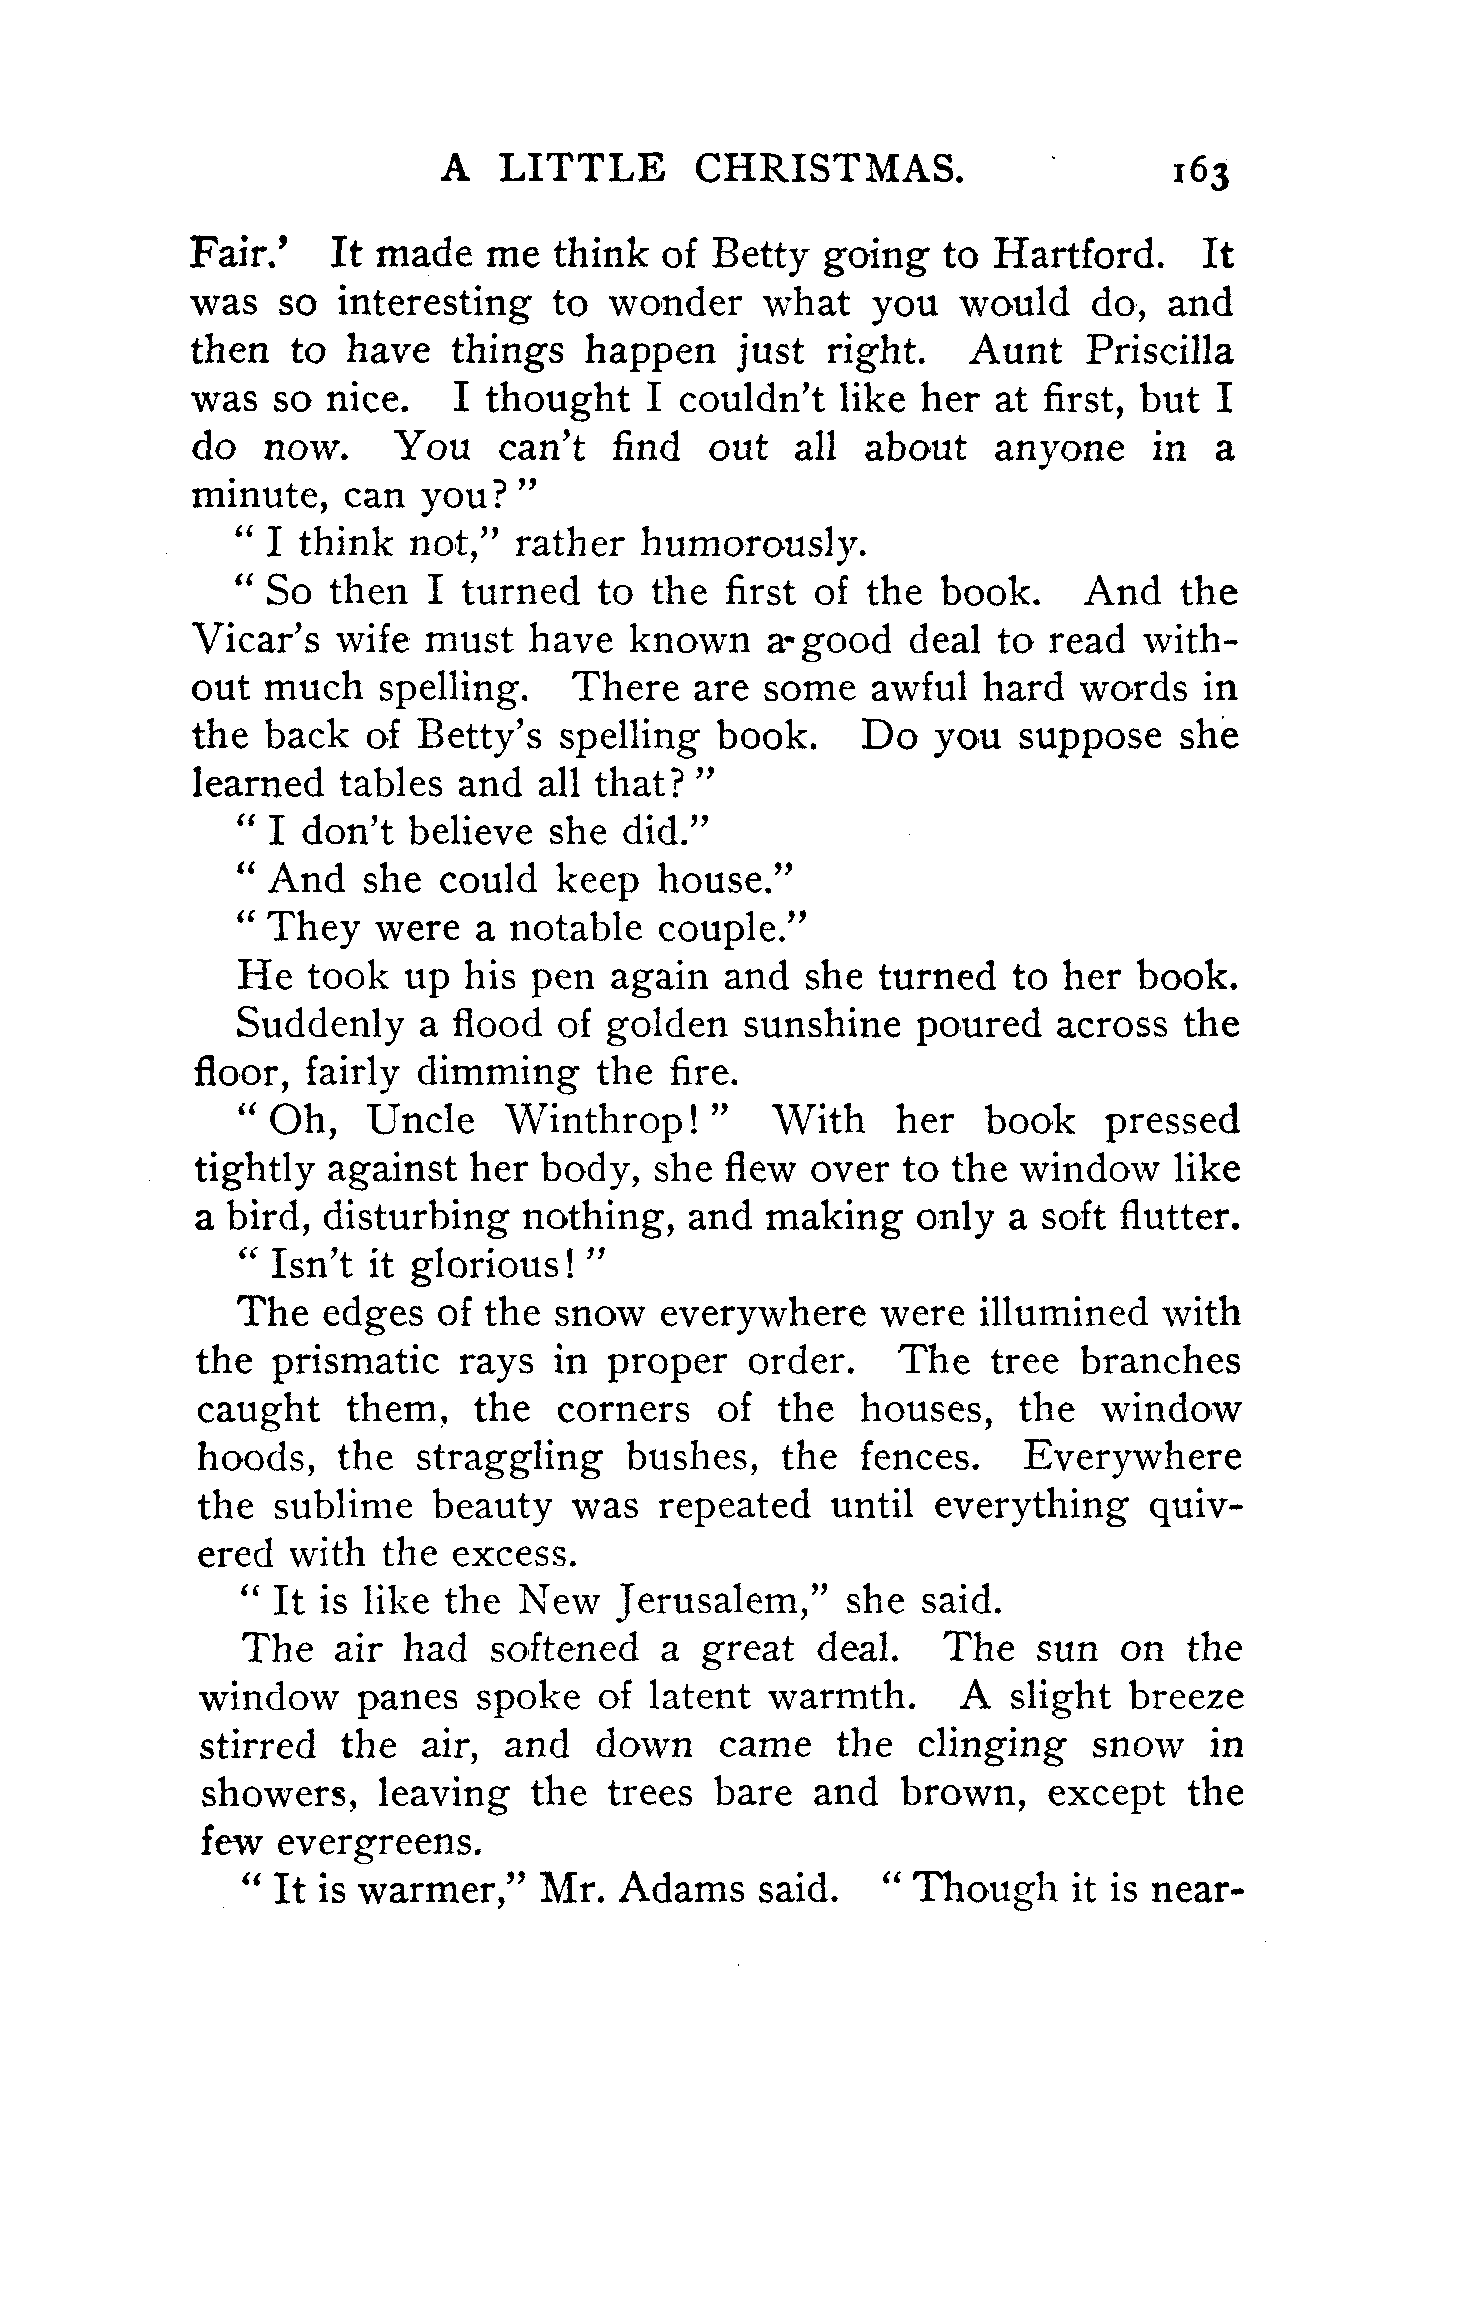 A LITTLE CHRISTMAS. 163
Fair.' It made me think of Betty going to Hartford. It
was so interesting to wonder what you would do, and
then to have things happen just right. Aunt Priscilla
was so nice. I thought I couldn't like her at first, but I
do now. You can't find out all about anyone in a
minute, can you? "
" I think not," rather humorously.
" So then I turned to the first of the book. And the
Vicar's wife must have known a good deal to read with-
out much spelling. There are some awful hard words in
the back of Betty's spelling book. Do you suppose she
learned tables and all that? "
" I don't believe she did."
" And she could keep house."
" They were a notable couple."
He took up his pen again and she turned to her book.
Suddenly a flood of golden sunshine poured across the
floor, fairly dimming the fire.
" Oh, Uncle Winthrop! " With her book pressed
tightly against her body, she flew over to the window like
a bird, disturbing nothing, and making only a soft flutter.
" Isn't it glorious! "
The edges of the snow everywhere were illumined with
the prismatic rays in proper order. The tree branches
caught them, the corners of the houses, the window
hoods, the straggling bushes, the fences. Everywhere
the sublime beauty was repeated until everything quiv-
ered with the excess.
" It is like the New Jerusalem," she said.
The air had softened a great deal. The sun on the
window panes spoke of latent warmth. A slight breeze
stirred the air, and down came the clinging snow in
showers, leaving the trees bare and brown, except the
few evergreens.
" It is warmer," Mr. Adams said. " Though it is near-